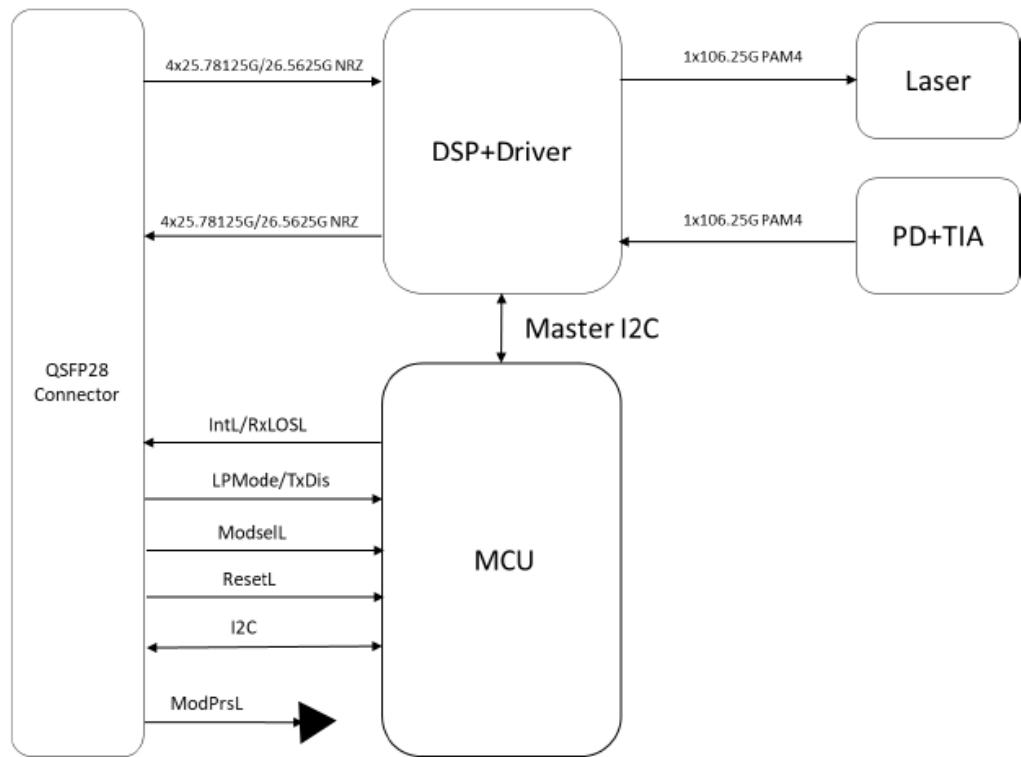 4x25.78125G/26.5625G NRZ
1x106.25G PAM4
Laser
DSP+Driver
4x25.78125G/26.5625G NRZ
1x106.25G PAM4
PD+TIA
Master I2C
QSFP28
Connector
IntL/RxLOSL
LPMode/TxDis
ModselL
MCU
ResetL
I2C
ModPrsL